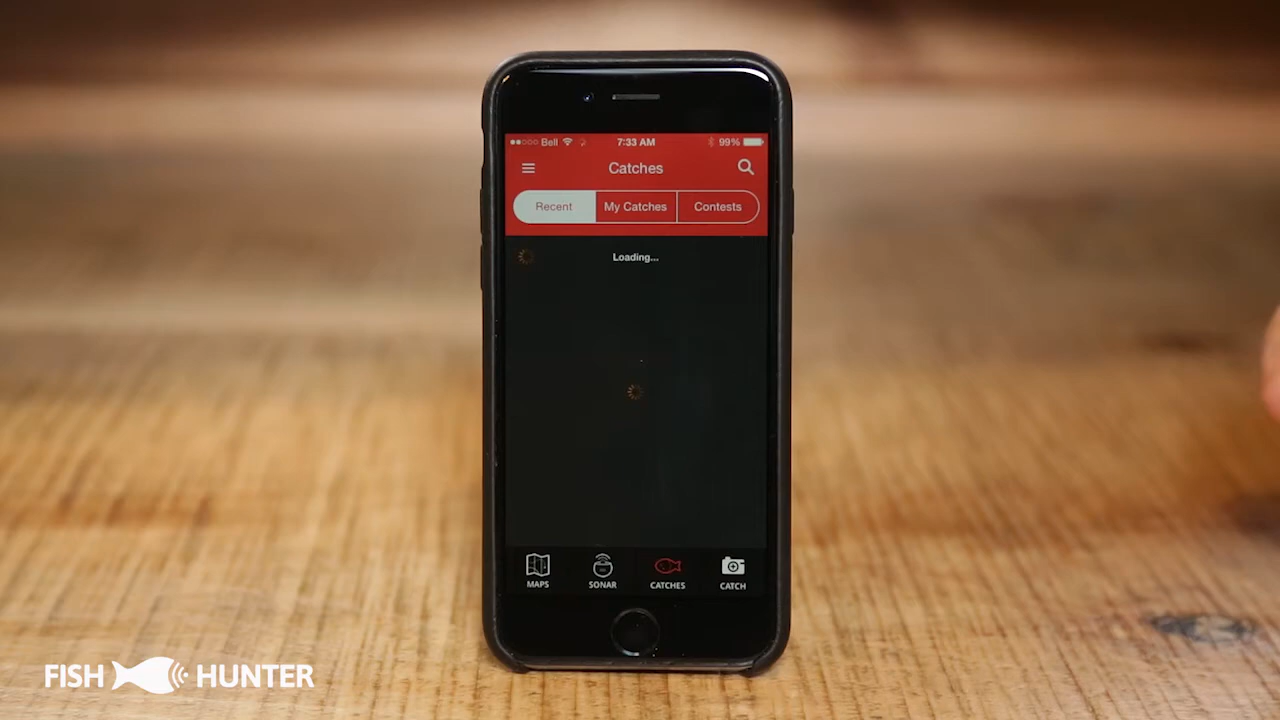 Bell 7:33 AM 99%
Catches
Recent My Catches Contests
Loading...
MAPS SONAR CATCHES CATCH
FISH HUNTER